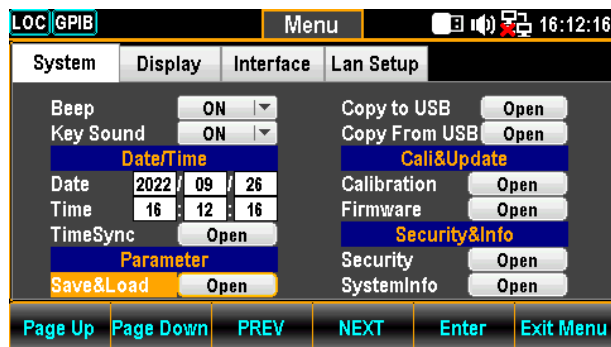 LOC GPIB Menu 16:12:16
System Display Interface Lan Setup
Beep ON
Key Sound ON
Date/Time
Date 2022 / 09 / 26
Time 16 : 12 : 16
TimeSync Open
Parameter
Save&Load Open
Copy to USB Open
Copy From USB Open
Cali&Update
Calibration Open
Firmware Open
Security&Info
Security Open
SystemInfo Open
Page Up Page Down PREV NEXT Enter Exit Menu